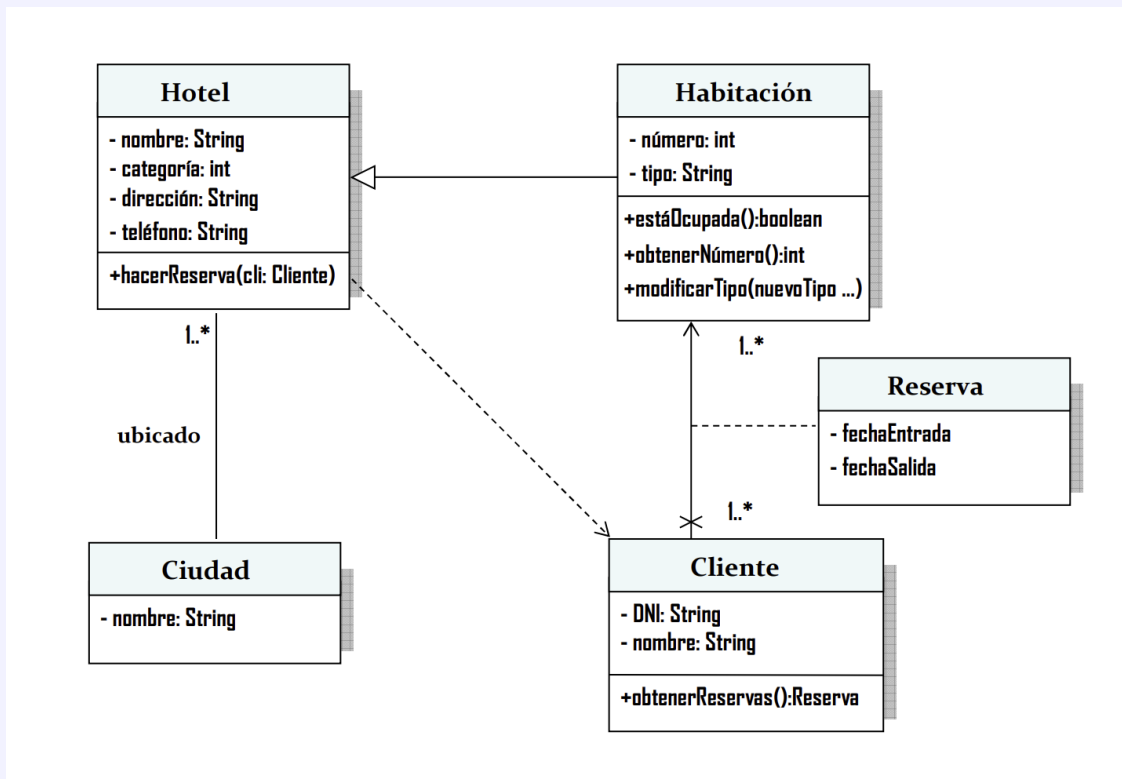 Hotel
- nombre: String
- categoría: int
- dirección: String
- teléfono: String
+hacerReserva(cli: Cliente)
Habitación
- número: int
- tipo: String
+estáOcupada():boolean
+obtenerNúmero():int
+modificarTipo(nuevoTipo ...)
1..*
ubicado
1..*
Reserva
- fechaEntrada
- fechaSalida
1..*
Ciudad
- nombre: String
Cliente
- DNI: String
- nombre: String
+obtenerReservas():Reserva